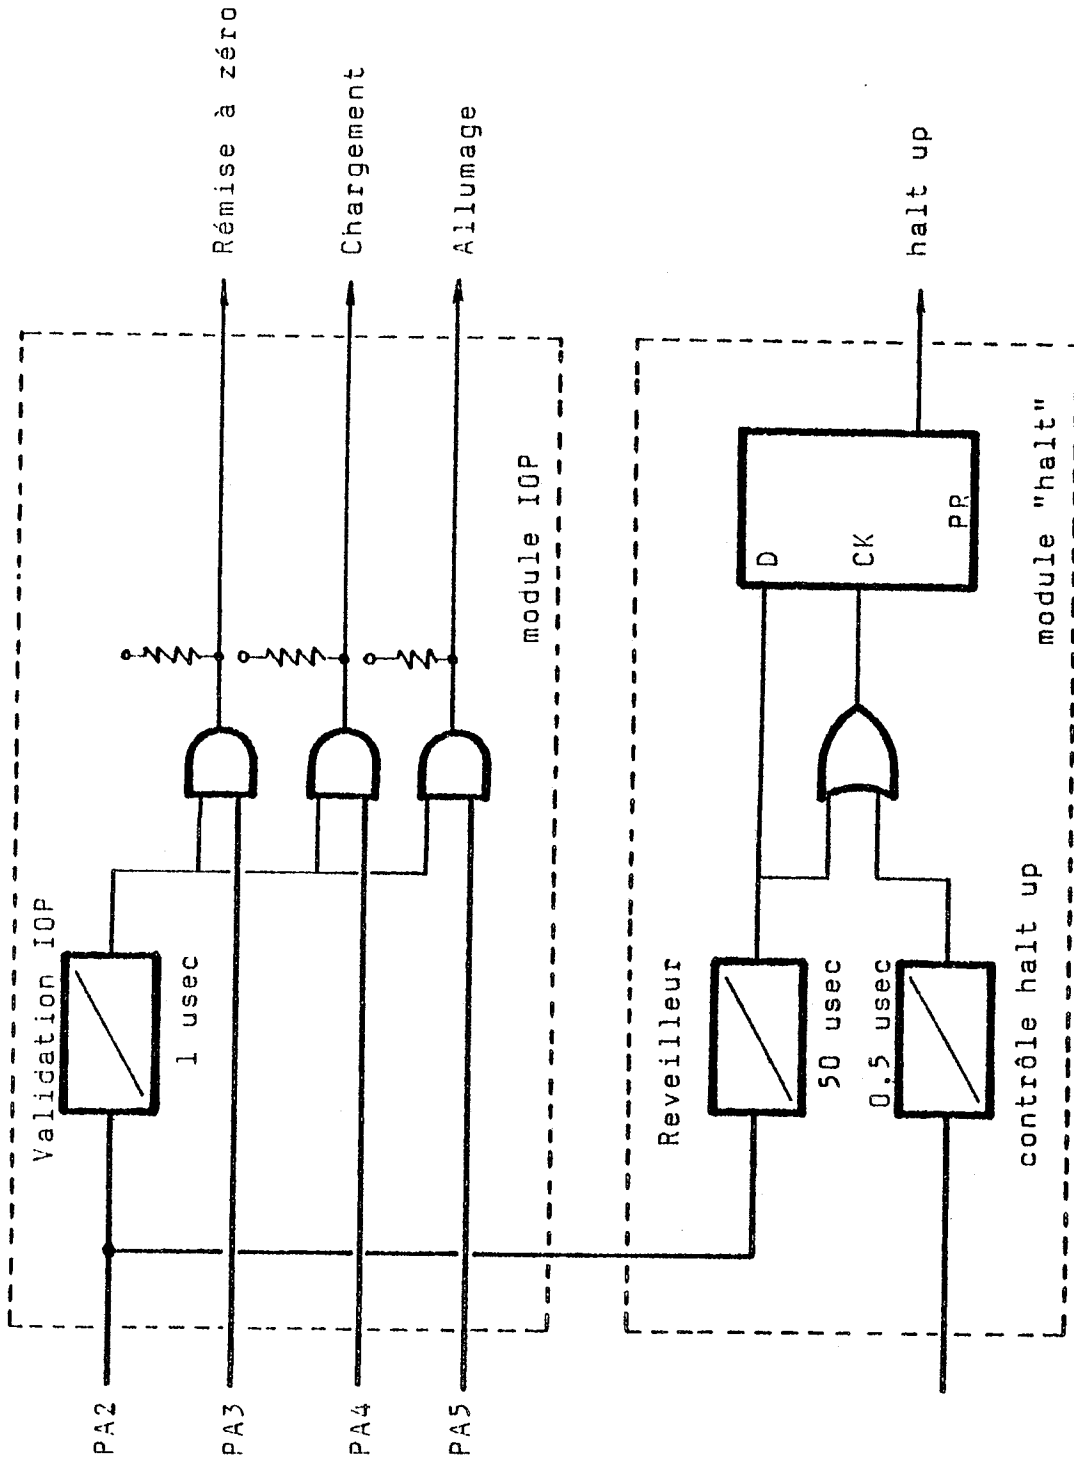 PA2
PA3
PA4
PA5
Validation IOP
1 usec
module IOP
Rémise à zéro
Chargement
Allumage
Reveilleur
50 usec
0.5 usec
contrôle halt up
D
CK
PR
module "halt"
halt up